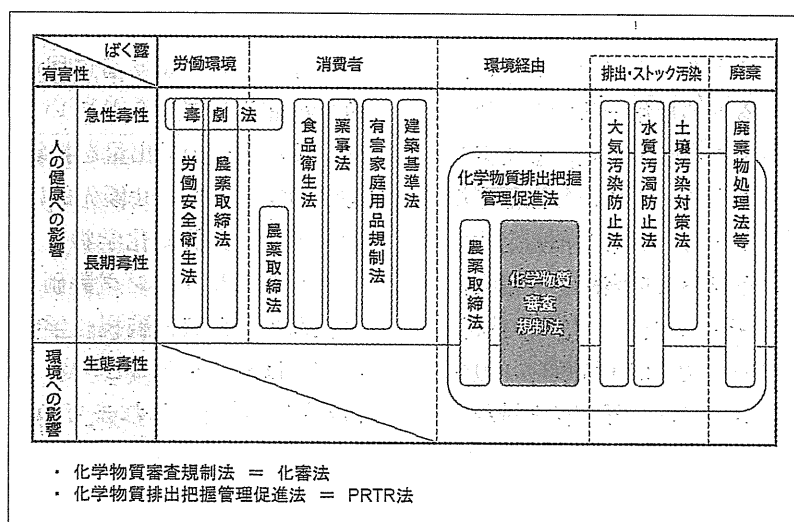 ばく露
有害性
労働環境
消費者
環境経由
排出・ストック汚染
廃棄
人の健康への影響
急性毒性
長期毒性
毒劇法
労働安全衛生法
農薬取締法
農薬取締法
食品衛生法
薬事法
有害家庭用品規制法
建築基準法
化学物質排出把握
管理促進法
農薬取締法
化学物質
審査
規制法
大気汚染防止法
水質汚濁防止法
土壌汚染対策法
廃棄物処理法等
環境への影響
生態毒性
・ 化学物質審査規制法 = 化審法
・ 化学物質排出把握管理促進法 = PRTR法